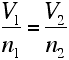 V₁/n₁ = V₂/n₂